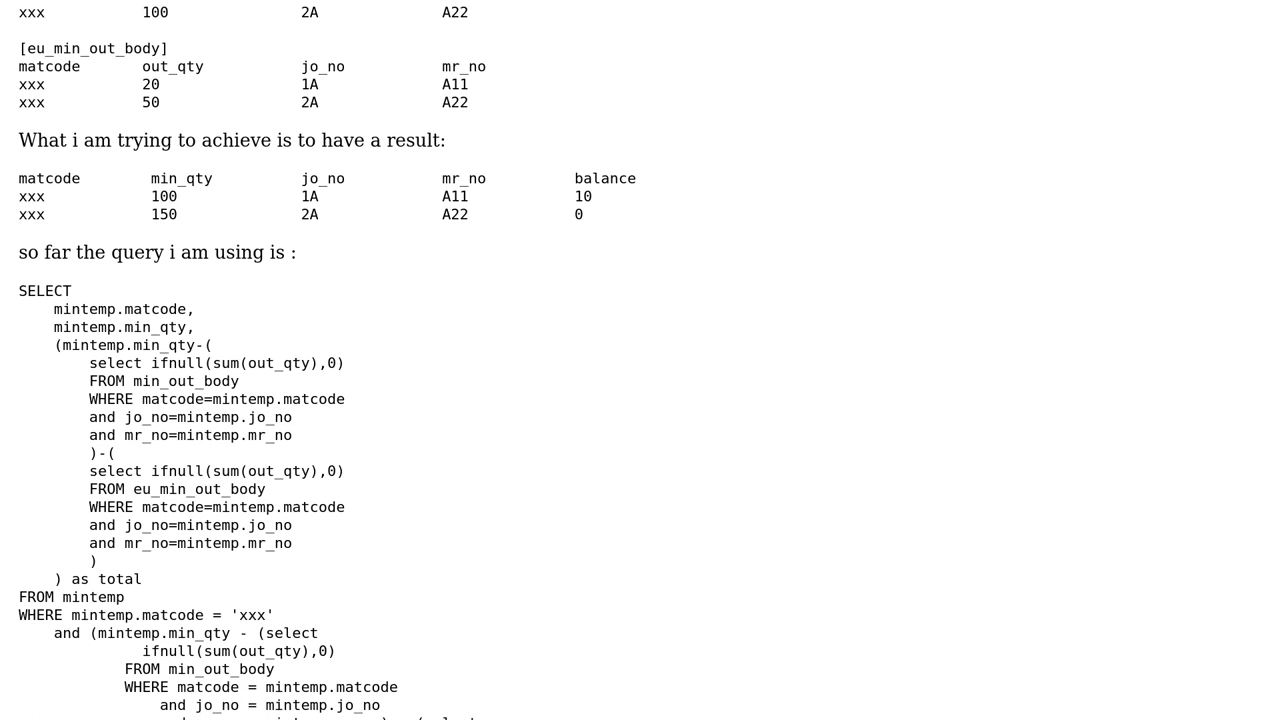 xxx           100               2A              A22
[eu_min_out_body]
matcode       out_qty           jo_no           mr_no
xxx           20                1A              A11
xxx           50                2A              A22
What i am trying to achieve is to have a result:
matcode        min_qty          jo_no           mr_no          balance
xxx            100              1A              A11            10
xxx            150              2A              A22            0
so far the query i am using is :
SELECT
    mintemp.matcode,
    mintemp.min_qty,
    (mintemp.min_qty-(
        select ifnull(sum(out_qty),0)
        FROM min_out_body
        WHERE matcode=mintemp.matcode
        and jo_no=mintemp.jo_no
        and mr_no=mintemp.mr_no
        )-(
        select ifnull(sum(out_qty),0)
        FROM eu_min_out_body
        WHERE matcode=mintemp.matcode
        and jo_no=mintemp.jo_no
        and mr_no=mintemp.mr_no
        )
    ) as total
FROM mintemp
WHERE mintemp.matcode = 'xxx'
    and (mintemp.min_qty - (select
              ifnull(sum(out_qty),0)
            FROM min_out_body
            WHERE matcode = mintemp.matcode
                and jo_no = mintemp.jo_no